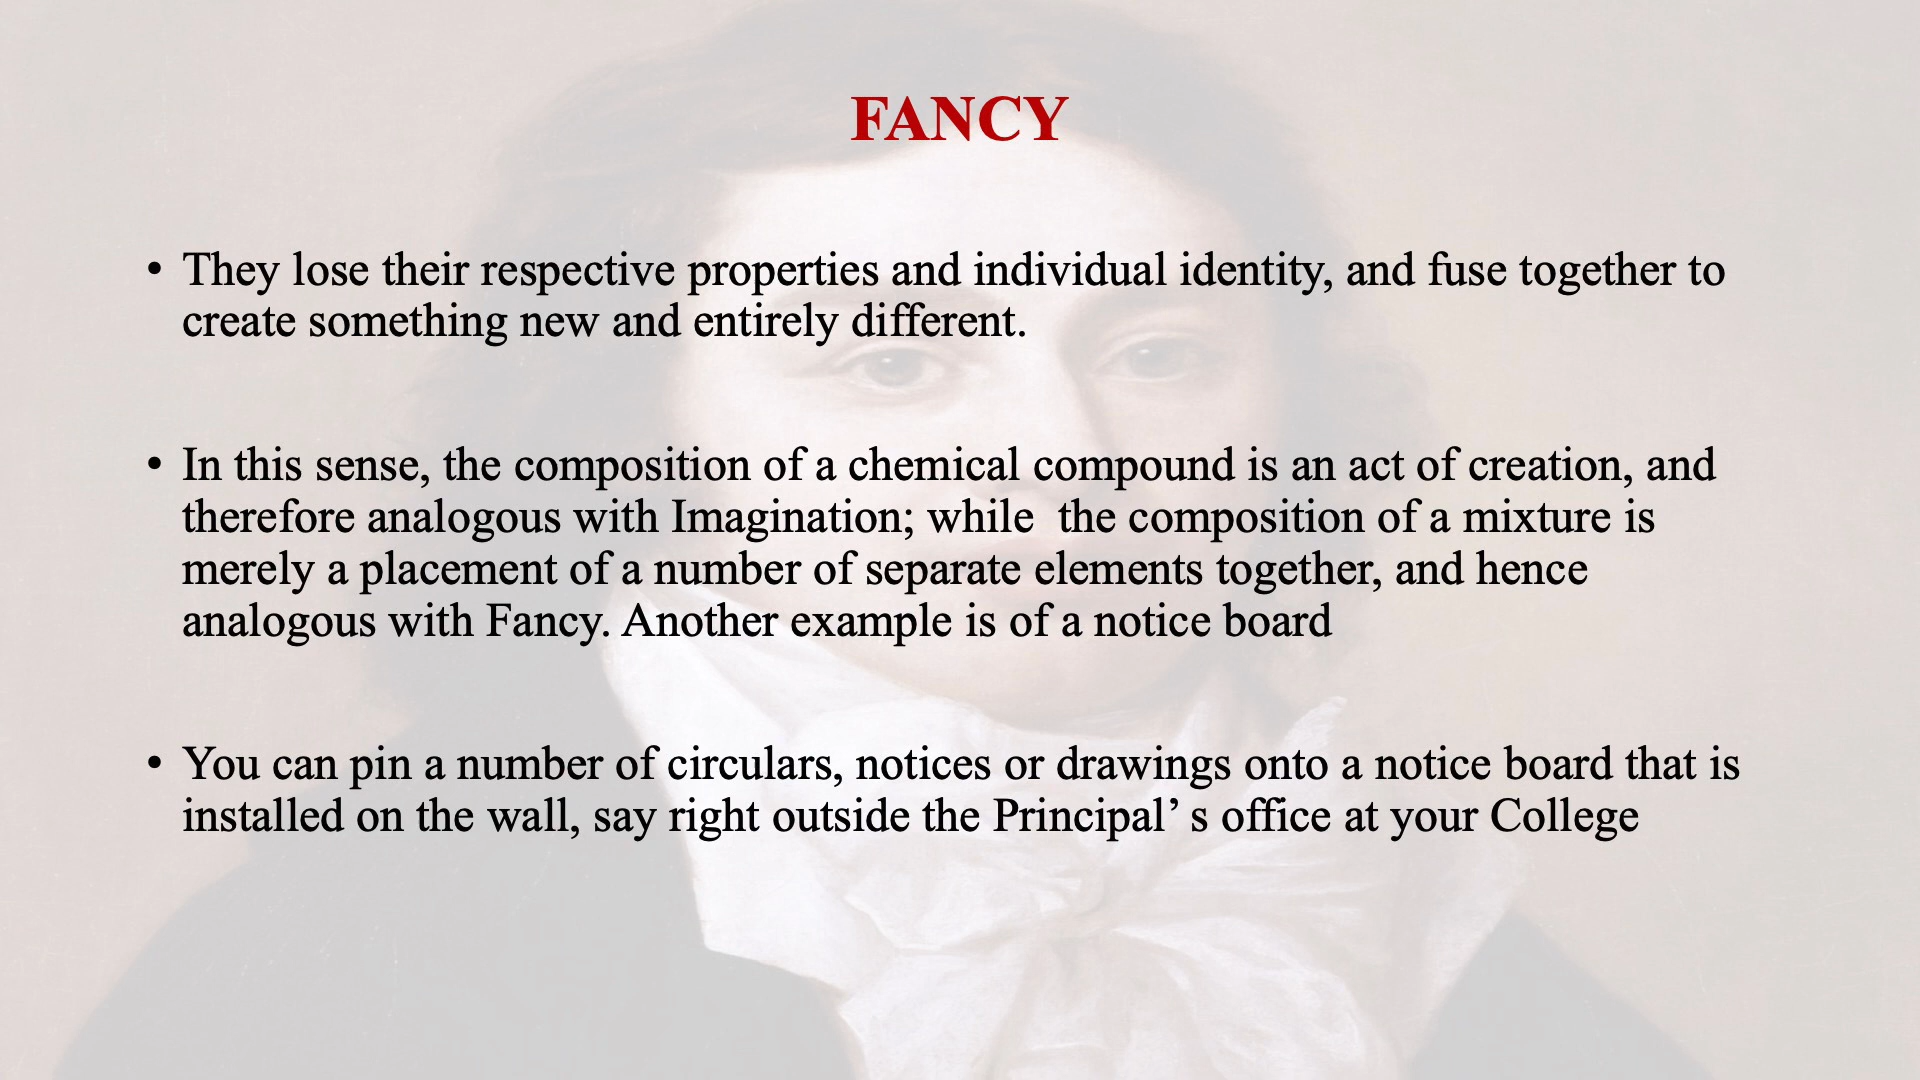 FANCY
• They lose their respective properties and individual identity, and fuse together to
create something new and entirely different.
• In this sense, the composition of a chemical compound is an act of creation, and
therefore analogous with Imagination; while  the composition of a mixture is
merely a placement of a number of separate elements together, and hence
analogous with Fancy. Another example is of a notice board
• You can pin a number of circulars, notices or drawings onto a notice board that is
installed on the wall, say right outside the Principal’ s office at your College